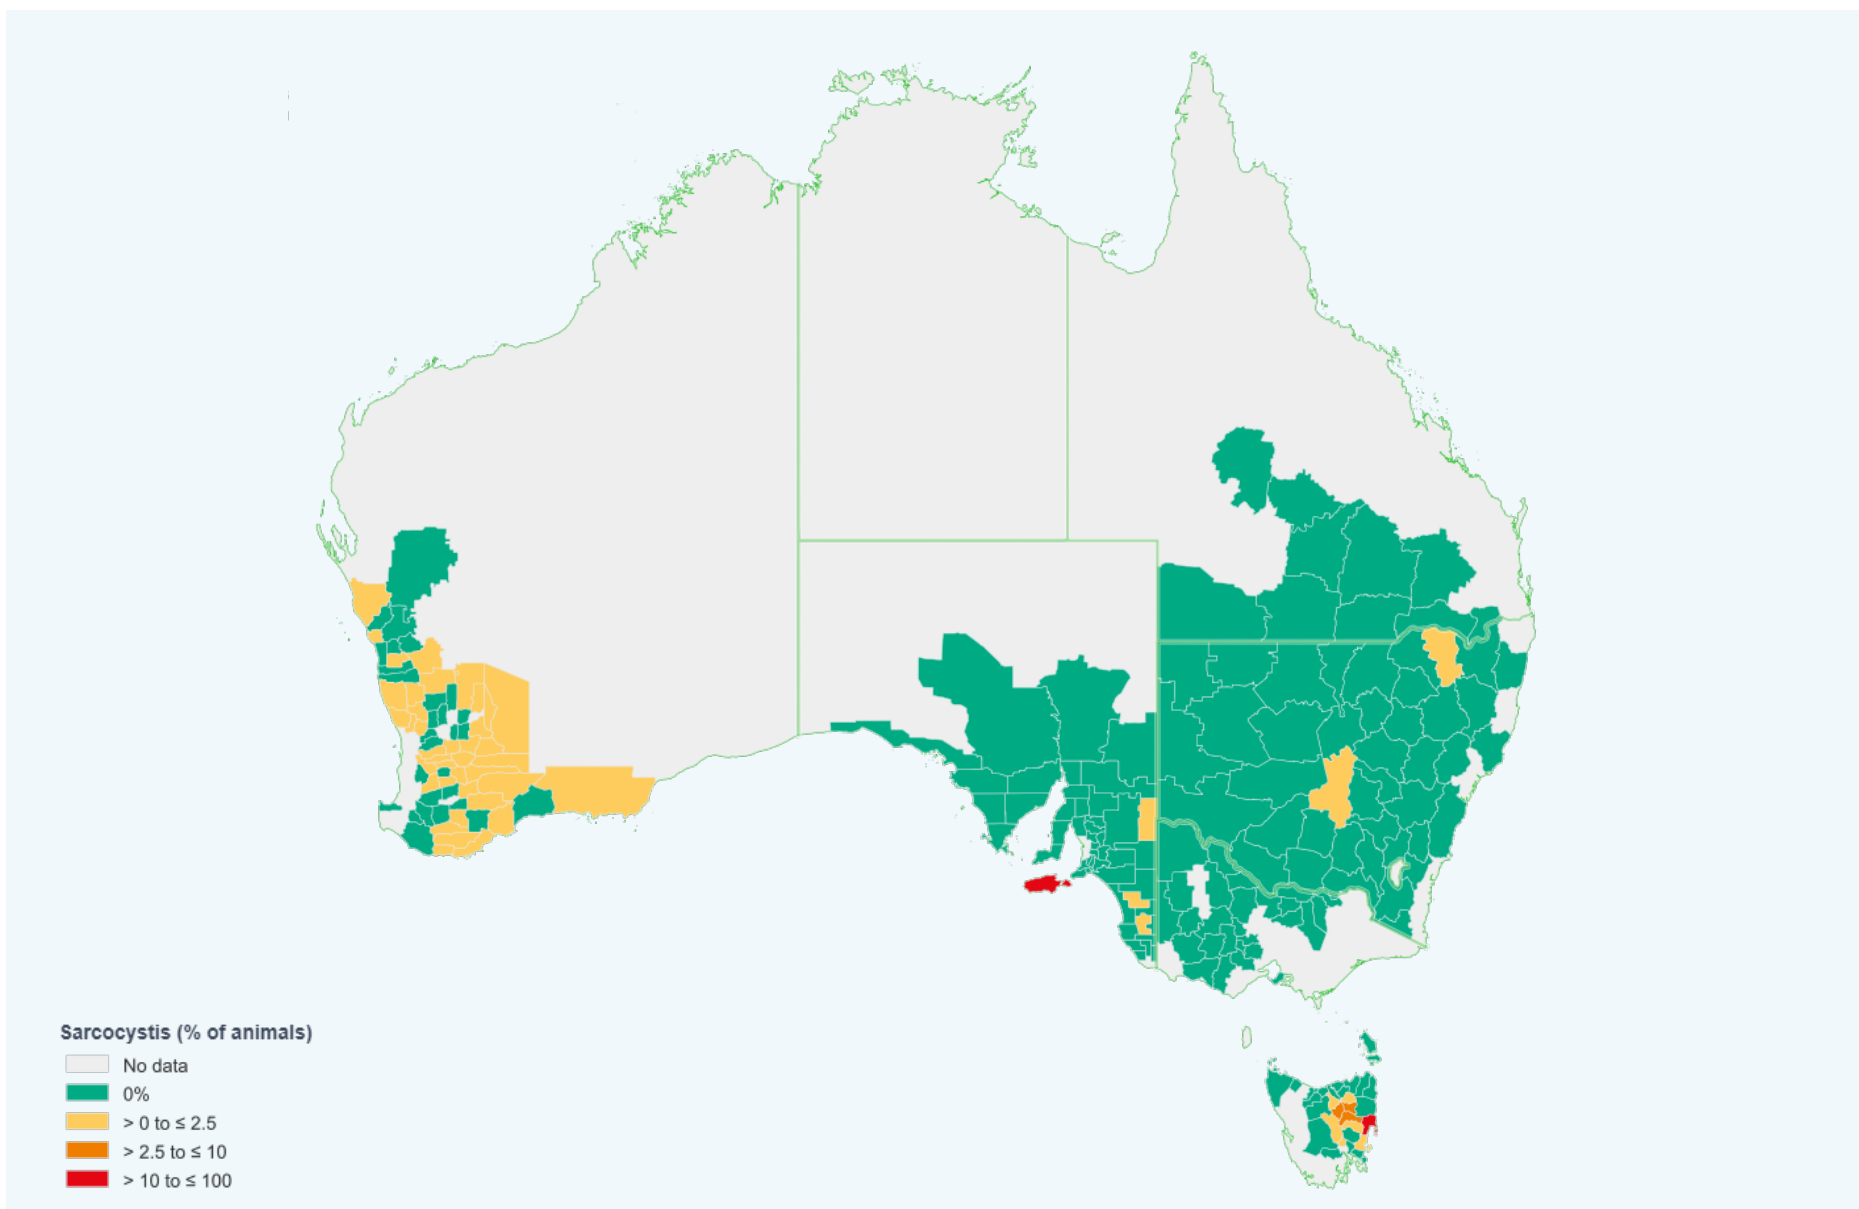 Sarcocystis (% of animals)
No data
0%
> 0 to ≤ 2.5
> 2.5 to ≤ 10
> 10 to ≤ 100